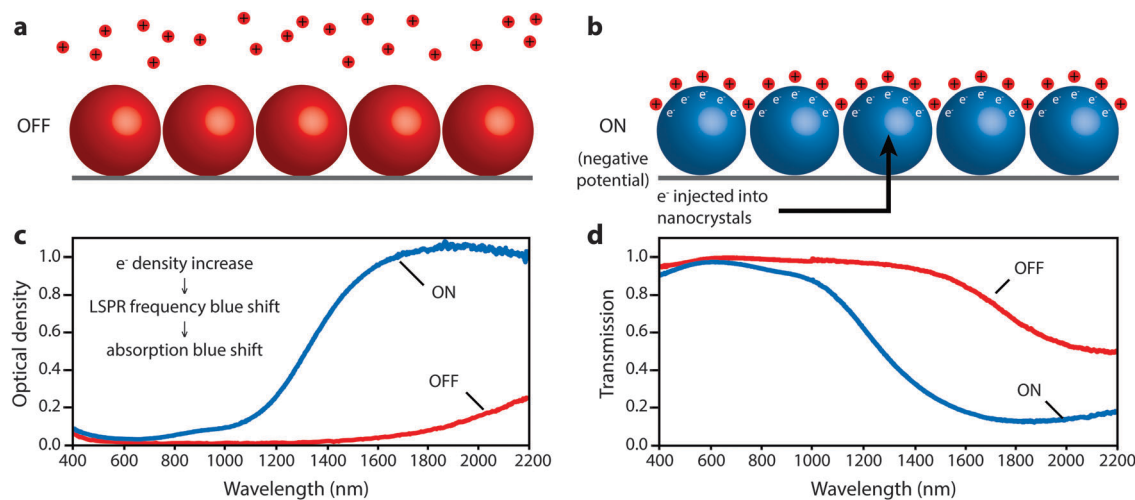 a
+ + + + + + + + + + + + + + + + + +
OFF
b
+ + + + + + + + + + + + + + + + + + + + +
e- e- e- e- e- e- e- e- e- e- e- e- e- e- e- e- e- e- e- e- e- e- e- e- e-
ON
(negative
potential)
e- injected into
nanocrystals
c
Optical density
1.0
0.8
0.6
0.4
0.2
0.0
e- density increase
↓
LSPR frequency blue shift
↓
absorption blue shift
ON
OFF
400 600 800 1000 1200 1400 1600 1800 2000 2200
Wavelength (nm)
d
Transmission
1.0
0.8
0.6
0.4
0.2
0.0
OFF
ON
400 600 800 1000 1200 1400 1600 1800 2000 2200
Wavelength (nm)